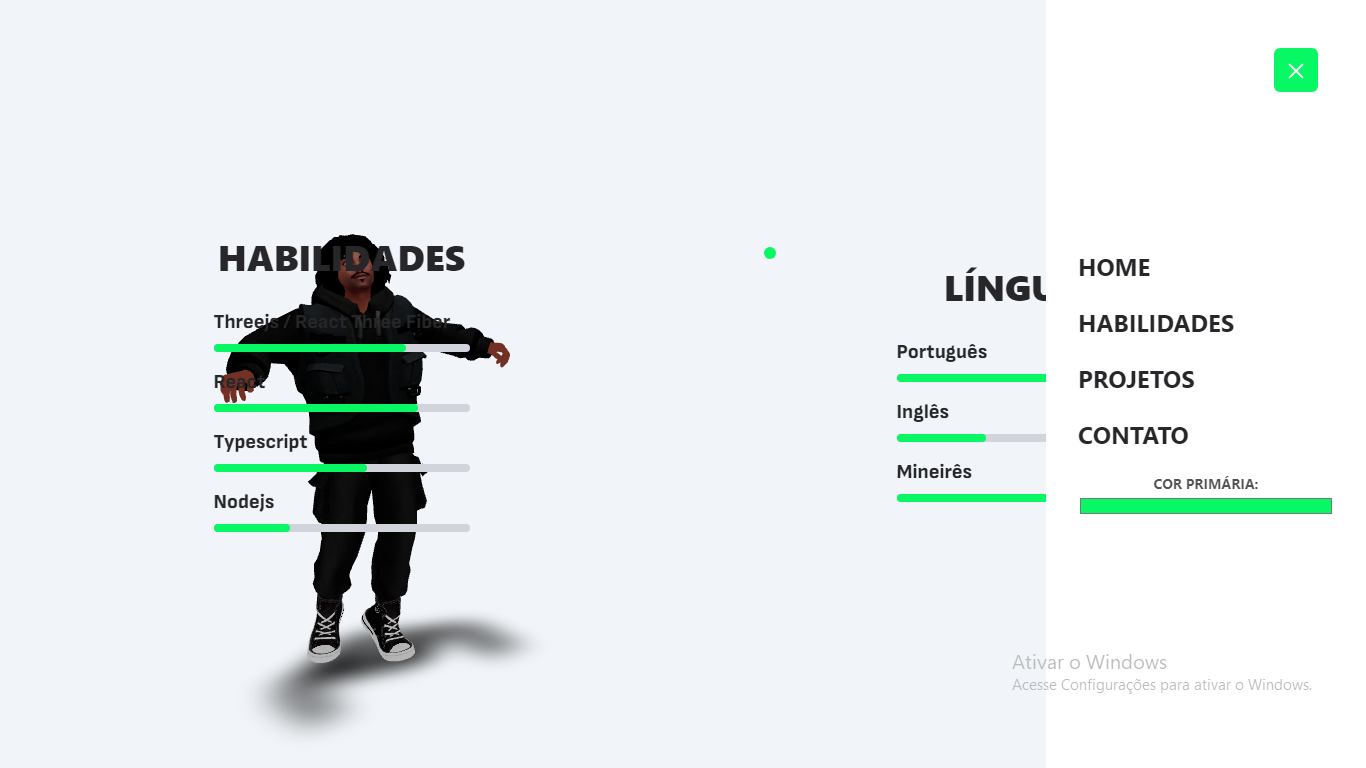 HABILIDADES
Threejs / React Three Fiber
React
Typescript
Nodejs
LÍNGU
Português
Inglês
Mineirês
HOME
HABILIDADES
PROJETOS
CONTATO
COR PRIMÁRIA:
Ativar o Windows
Acesse Configurações para ativar o Windows.